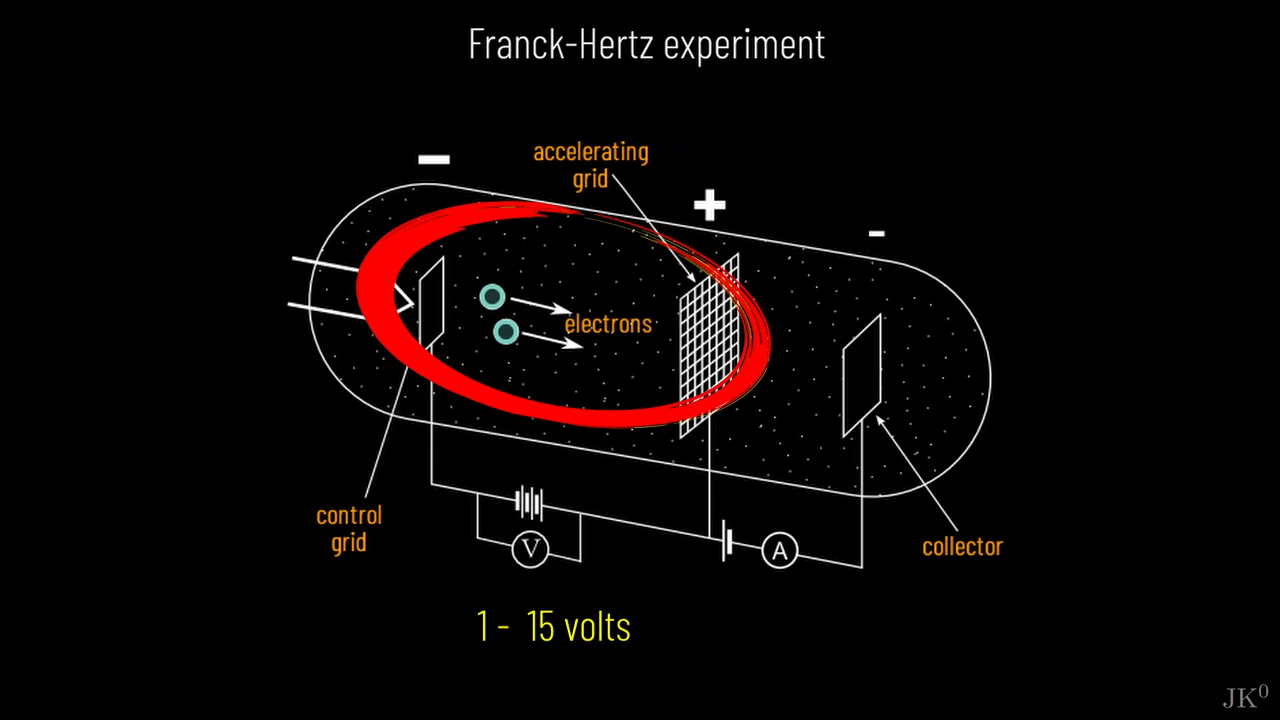 Franck-Hertz experiment
accelerating
grid
electrons
control
grid
V
A
collector
1 - 15 volts
JK⁰